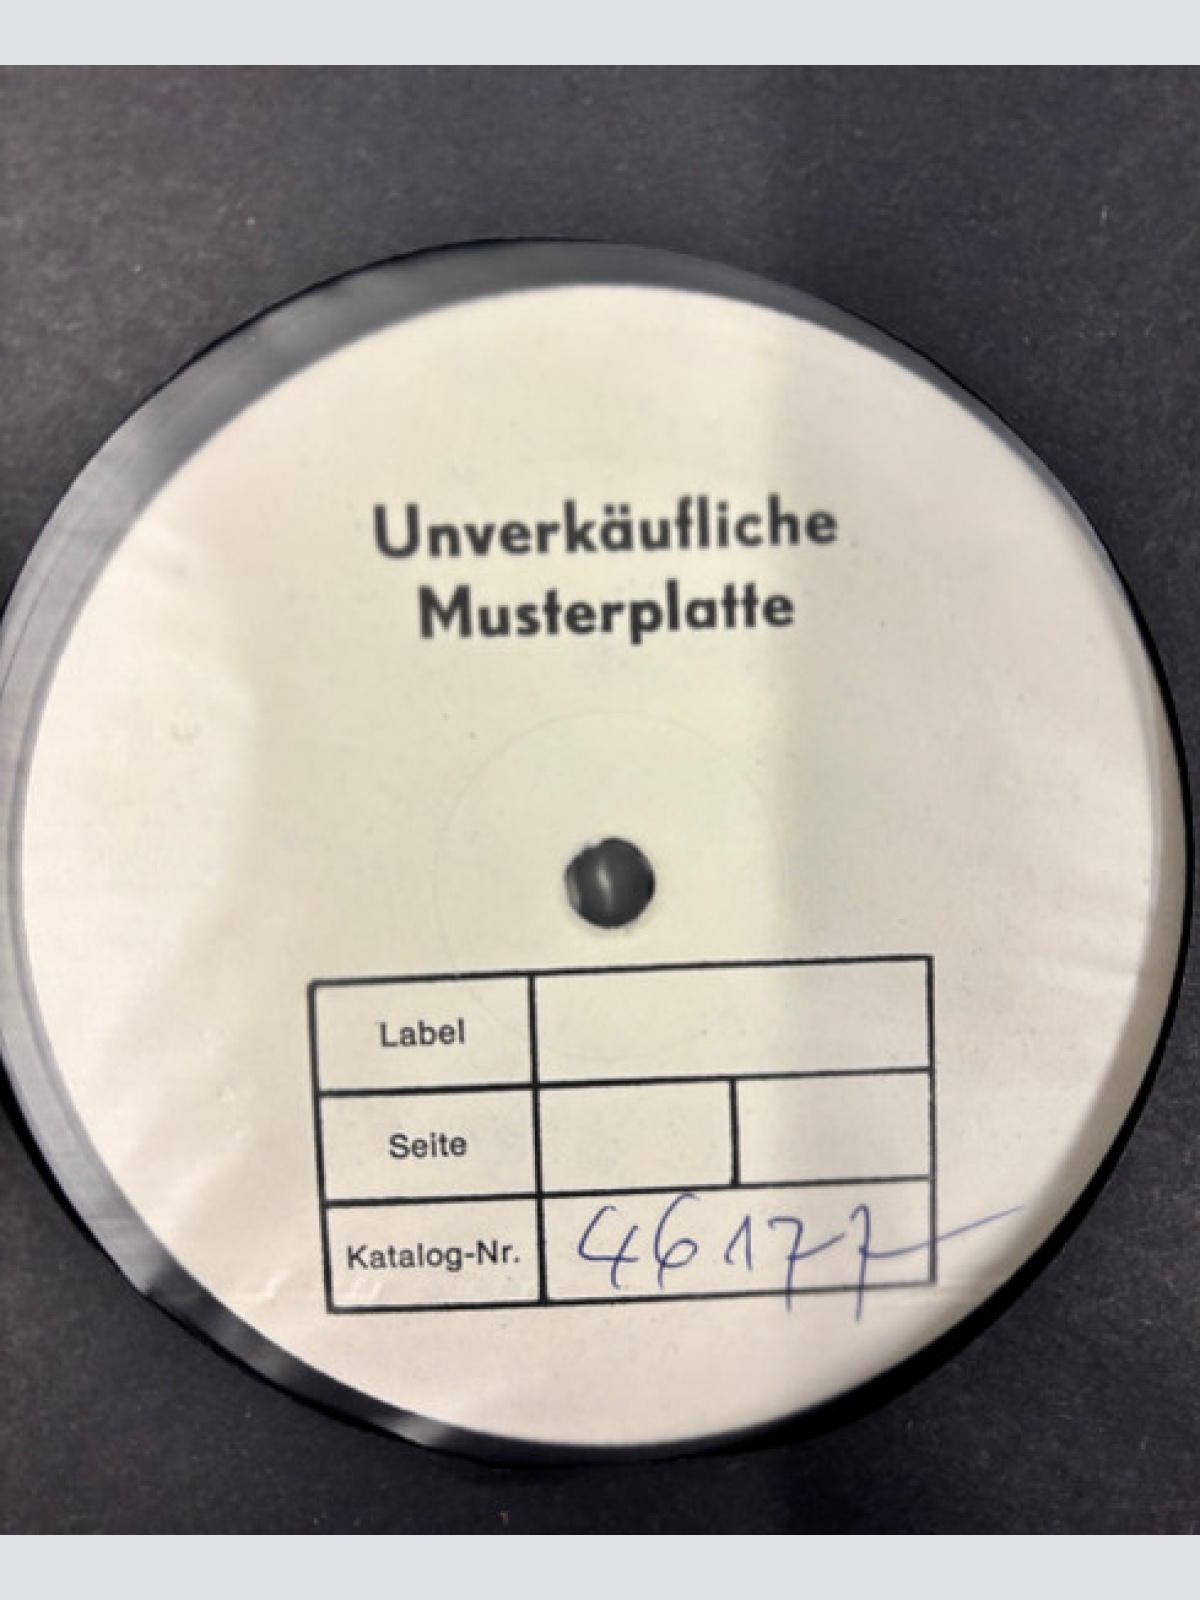 Unverkäufliche
Musterplatte
Label
Seite
Katalog-Nr. 46177